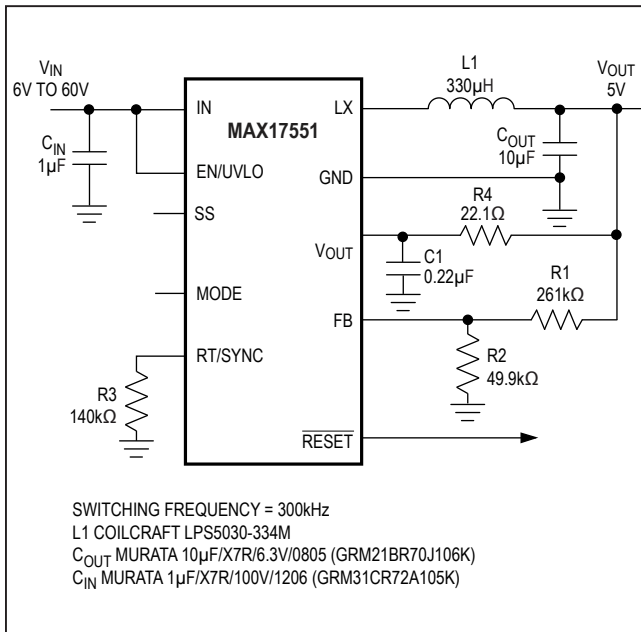 VIN
6V TO 60V
CIN
1µF
IN
EN/UVLO
SS
MODE
RT/SYNC
R3
140kΩ
MAX17551
LX
GND
VOUT
FB
RESET
L1
330µH
VOUT
5V
COUT
10µF
R4
22.1Ω
C1
0.22µF
R1
261kΩ
R2
49.9kΩ
SWITCHING FREQUENCY = 300kHz
L1 COILCRAFT LPS5030-334M
COUT MURATA 10µF/X7R/6.3V/0805 (GRM21BR70J106K)
CIN MURATA 1µF/X7R/100V/1206 (GRM31CR72A105K)